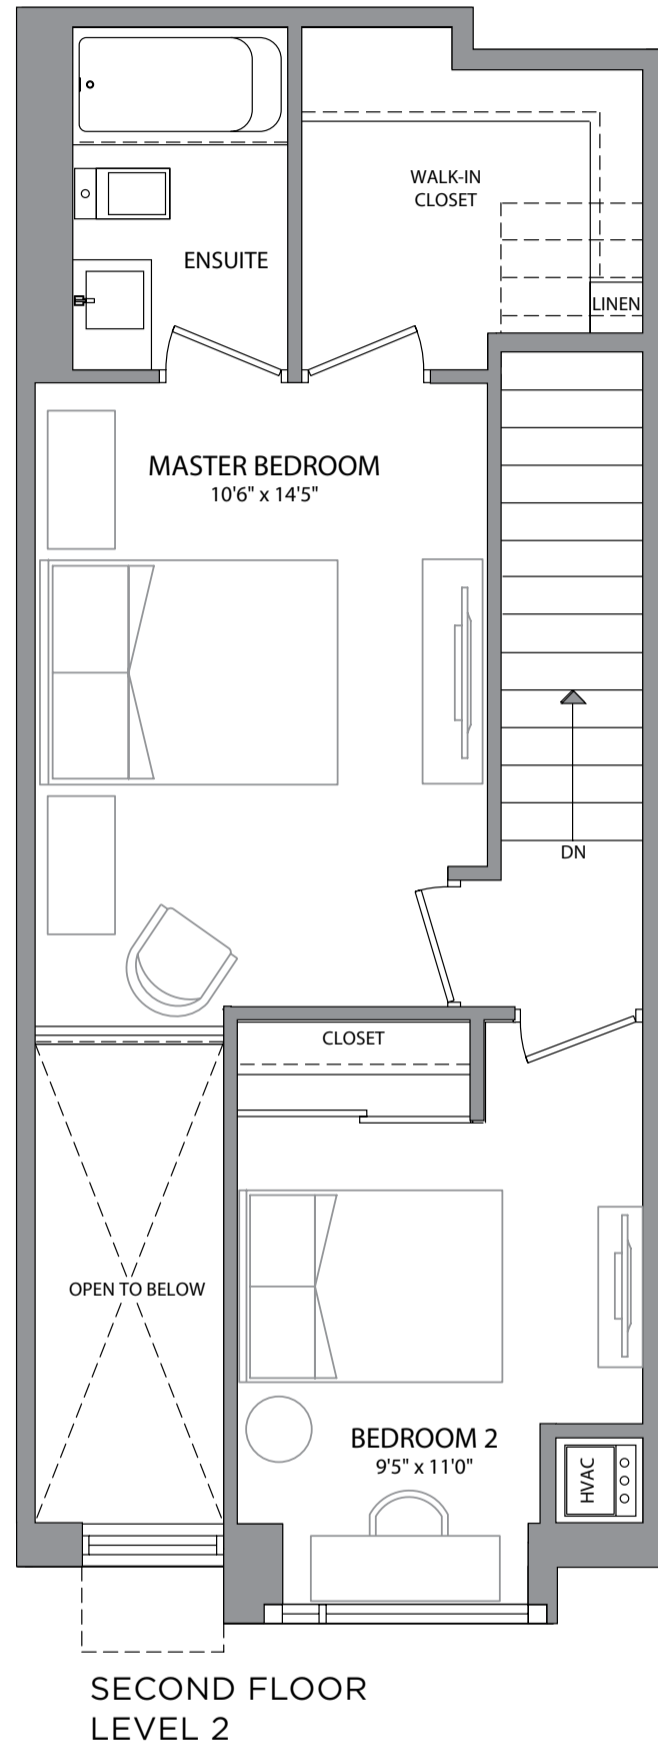 WALK-IN
CLOSET
ENSUITE
LINEN
MASTER BEDROOM
10'6" x 14'5"
DN
CLOSET
OPEN TO BELOW
BEDROOM 2
9'5" x 11'0"
HVAC
SECOND FLOOR
LEVEL 2